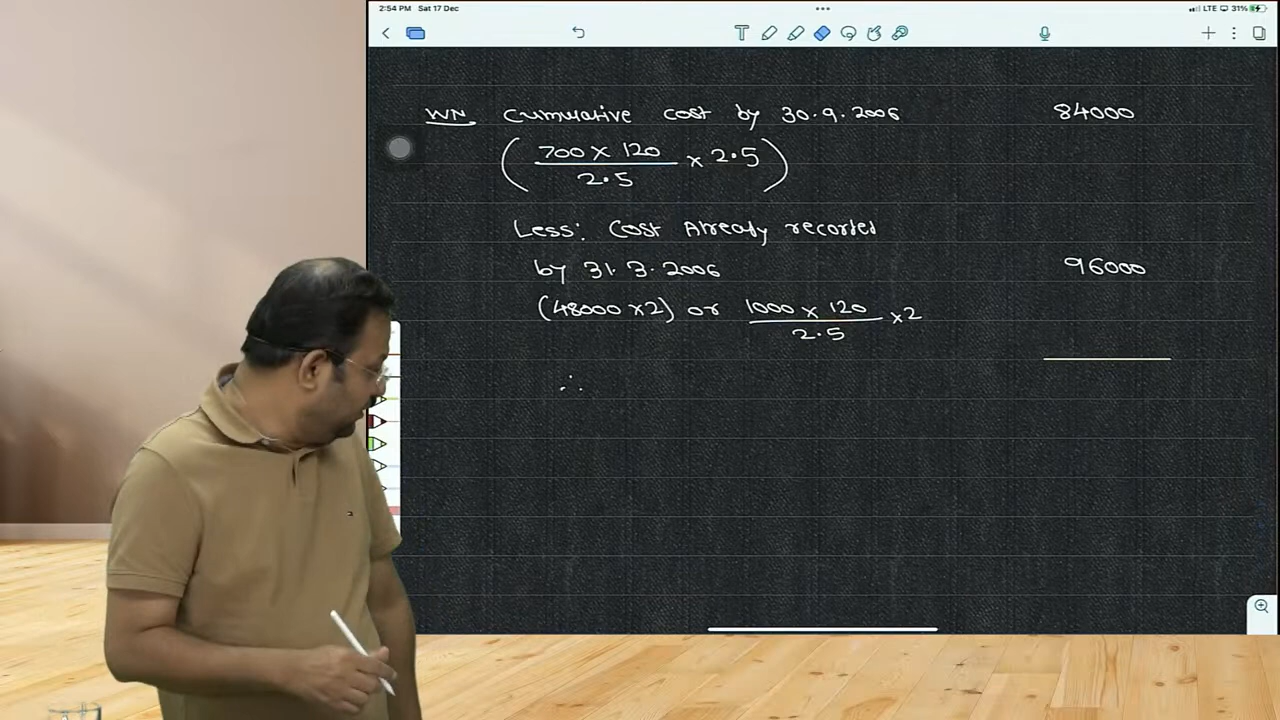 2:54 PM Sat 17 Dec
LTE 31%
T
WN Cumulative cost by 30.9.2006 84000
(700 x 120 / 2.5 x 2.5)
Less: Cost Already recorded
by 31.3.2006 96000
(48000 x 2) or 1000 x 120 / 2.5 x 2
∴